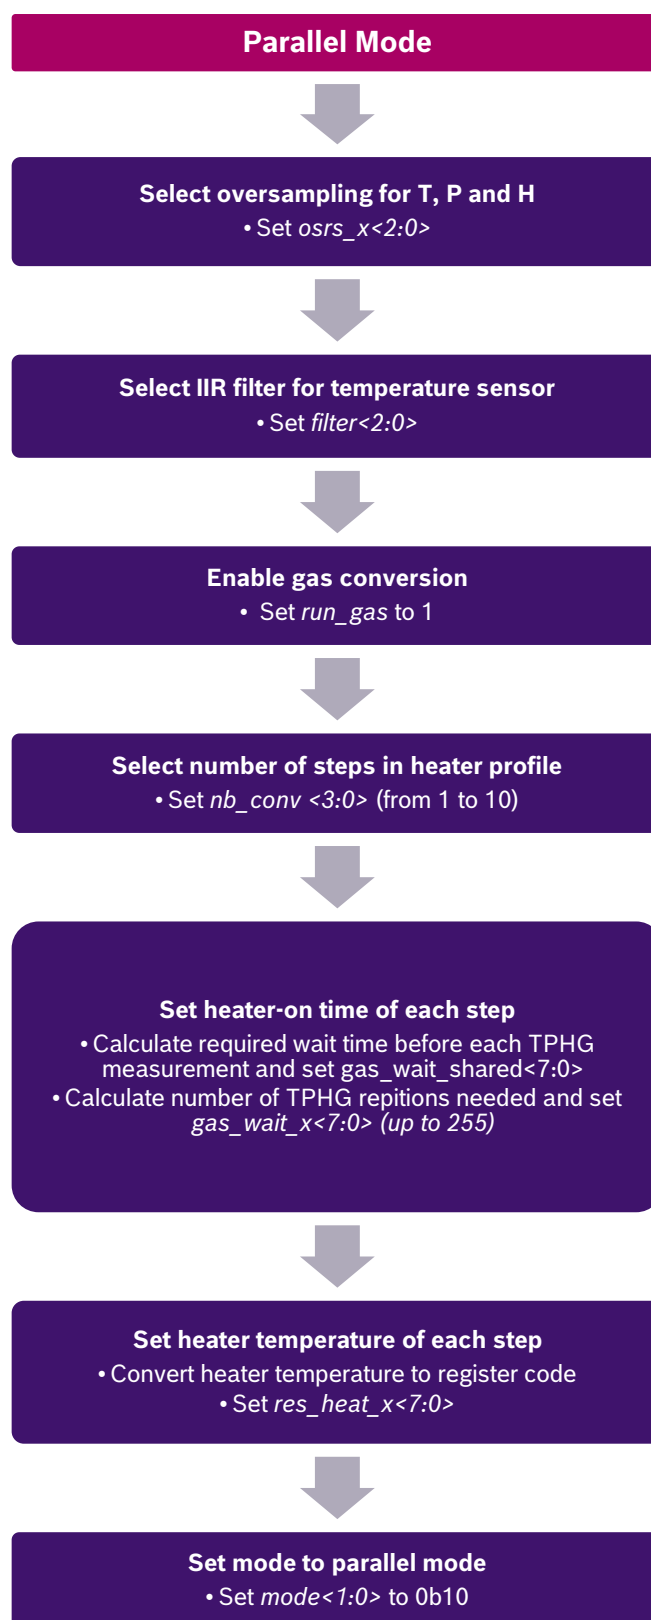 Parallel Mode
Select oversampling for T, P and H
• Set osrs_x<2:0>
Select IIR filter for temperature sensor
• Set filter<2:0>
Enable gas conversion
• Set run_gas to 1
Select number of steps in heater profile
• Set nb_conv <3:0> (from 1 to 10)
Set heater-on time of each step
• Calculate required wait time before each TPHG
measurement and set gas_wait_shared<7:0>
• Calculate number of TPHG repitions needed and set
gas_wait_x<7:0> (up to 255)
Set heater temperature of each step
• Convert heater temperature to register code
• Set res_heat_x<7:0>
Set mode to parallel mode
• Set mode<1:0> to 0b10